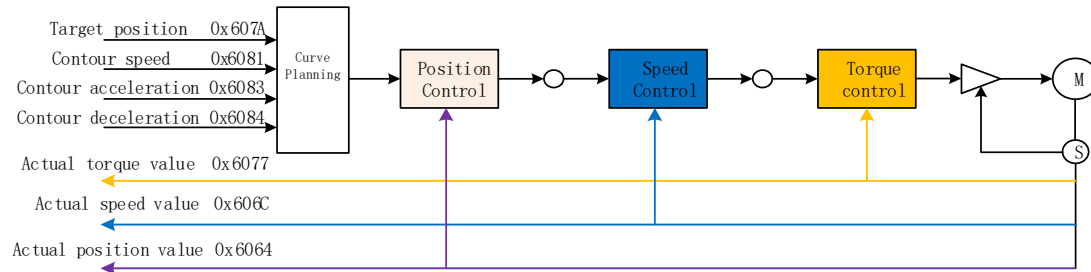 Target position 0x607A
Contour speed 0x6081
Contour acceleration 0x6083
Contour deceleration 0x6084
Curve
Planning
Position
Control
Speed
Control
Torque
control
M
S
Actual torque value 0x6077
Actual speed value 0x606C
Actual position value 0x6064